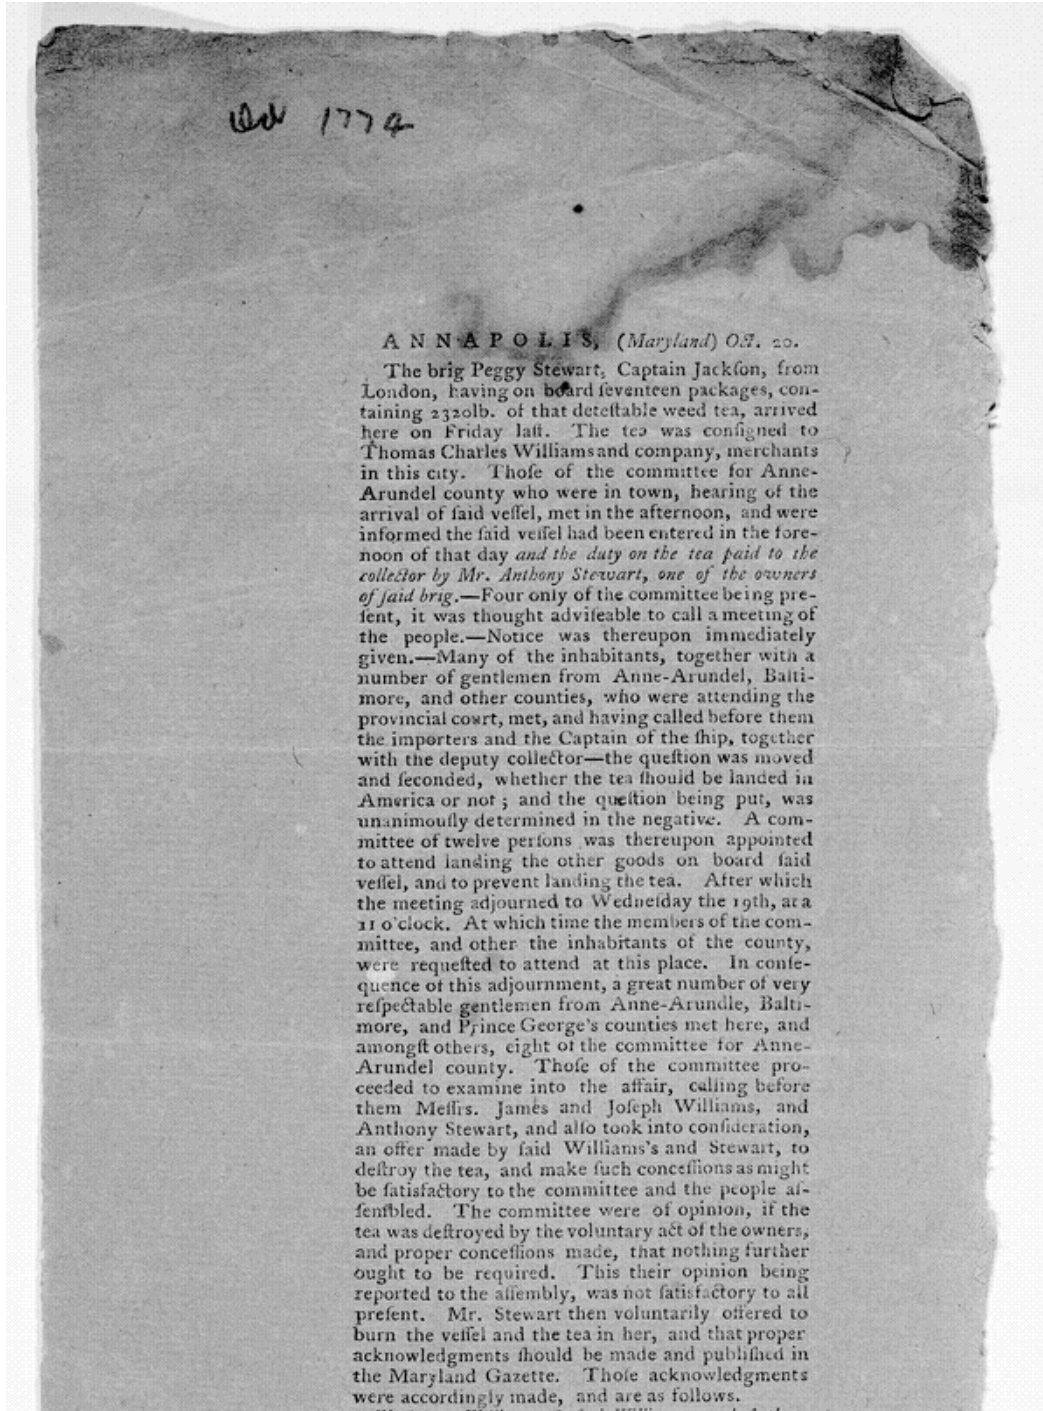 Oct 1774
ANNAPOLIS, (Maryland) Oct. 20.
The brig Peggy Stewart, Captain Jackſon, from
London, having on board ſeventeen packages, con-
taining 2320lb. of that deteſtable weed tea, arrived
here on Friday laſt. The tea was conſigned to
Thomas Charles Williams and company, merchants
in this city. Thoſe of the committee for Anne-
Arundel county who were in town, hearing of the
arrival of ſaid veſſel, met in the afternoon, and were
informed the ſaid veſſel had been entered in the fore-
noon of that day and the duty on the tea paid to the
collector by Mr. Anthony Stewart, one of the owners
of ſaid brig.—Four only of the committee being pre-
ſent, it was thought adviſeable to call a meeting of
the people.—Notice was thereupon immediately
given.—Many of the inhabitants, together with a
number of gentlemen from Anne-Arundel, Balti-
more, and other counties, who were attending the
provincial court, met, and having called before them
the importers and the Captain of the ſhip, together
with the deputy collector—the queſtion was moved
and ſeconded, whether the tea ſhould be landed in
America or not; and the queſtion being put, was
unanimouſly determined in the negative. A com-
mittee of twelve perſons was thereupon appointed
to attend landing the other goods on board ſaid
veſſel, and to prevent landing the tea. After which
the meeting adjourned to Wedneſday the 19th, at a
11 o'clock. At which time the members of the com-
mittee, and other the inhabitants of the county,
were requeſted to attend at this place. In conſe-
quence of this adjournment, a great number of very
reſpectable gentlemen from Anne-Arundle, Balti-
more, and Prince George's counties met here, and
amongſt others, eight of the committee for Anne-
Arundel county. Thoſe of the committee pro-
ceeded to examine into the affair, calling before
them Meſſrs. James and Joſeph Williams, and
Anthony Stewart, and alſo took into conſideration,
an offer made by ſaid Williams's and Stewart, to
deſtroy the tea, and make ſuch conceſſions as might
be ſatisfactory to the committee and the people aſ-
ſembled. The committee were of opinion, if the
tea was deſtroyed by the voluntary act of the owners,
and proper conceſſions made, that nothing further
ought to be required. This their opinion being
reported to the aſſembly, was not ſatisfactory to all
preſent. Mr. Stewart then voluntarily offered to
burn the veſſel and the tea in her, and that proper
acknowledgments ſhould be made and publiſhed in
the Maryland Gazette. Thoſe acknowledgments
were accordingly made, and are as follows.